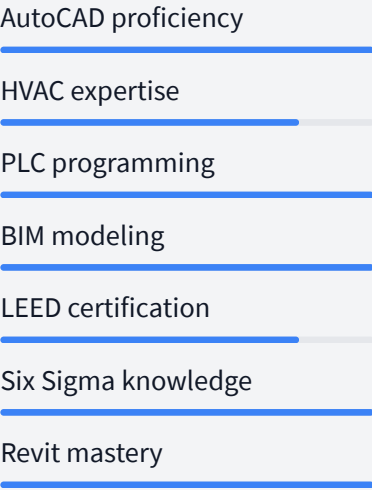 AutoCAD proficiency
HVAC expertise
PLC programming
BIM modeling
LEED certification
Six Sigma knowledge
Revit mastery